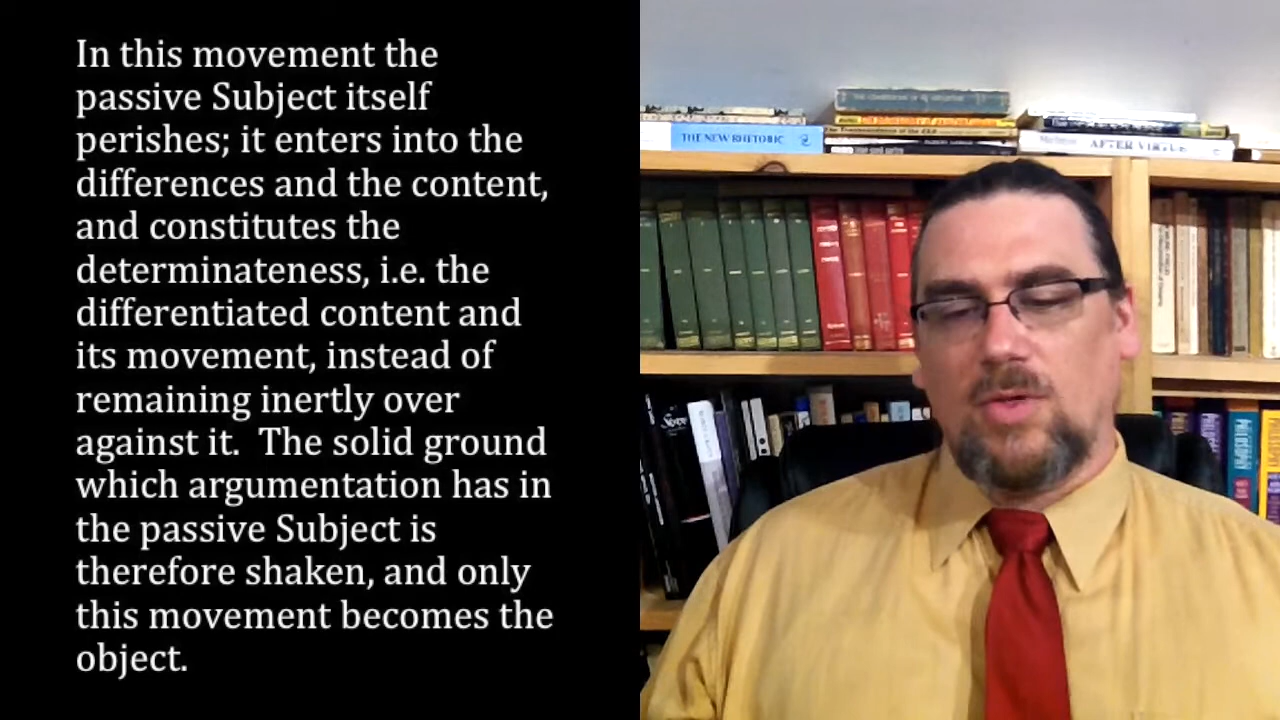 In this movement the
passive Subject itself
perishes; it enters into the
differences and the content,
and constitutes the
determinateness, i.e. the
differentiated content and
its movement, instead of
remaining inertly over
against it.  The solid ground
which argumentation has in
the passive Subject is
therefore shaken, and only
this movement becomes the
object.
THE NEW RHETORIC
AFTER VIRTUE